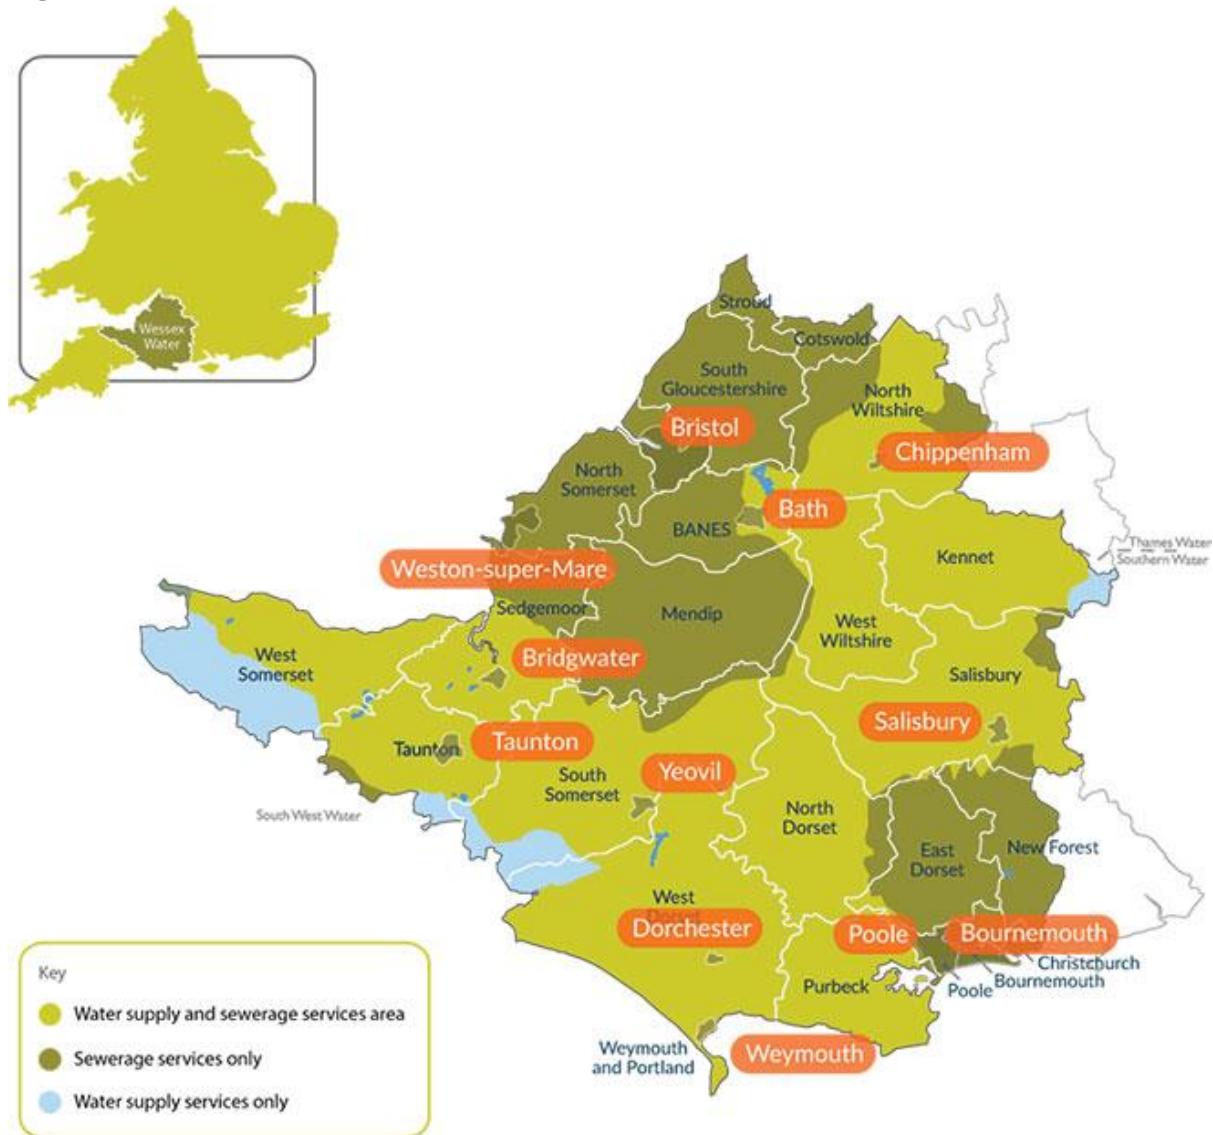 Wessex
Water
Stroud
Cotswold
South
Gloucestershire
North
Wiltshire
Bristol
Chippenham
North
Somerset
Bath
BANES
Thames Water
Southern Water
Kennet
Weston-super-Mare
Sedgemoor
Mendip
West
Wiltshire
West
Somerset
Bridgwater
Salisbury
Salisbury
Taunton
Taunton
Yeovil
South
Somerset
South West Water
North
Dorset
East
Dorset
New Forest
West
Dorset
Dorchester
Poole
Bournemouth
Christchurch
Bournemouth
Poole
Purbeck
Weymouth
and Portland
Weymouth
Key
Water supply and sewerage services area
Sewerage services only
Water supply services only